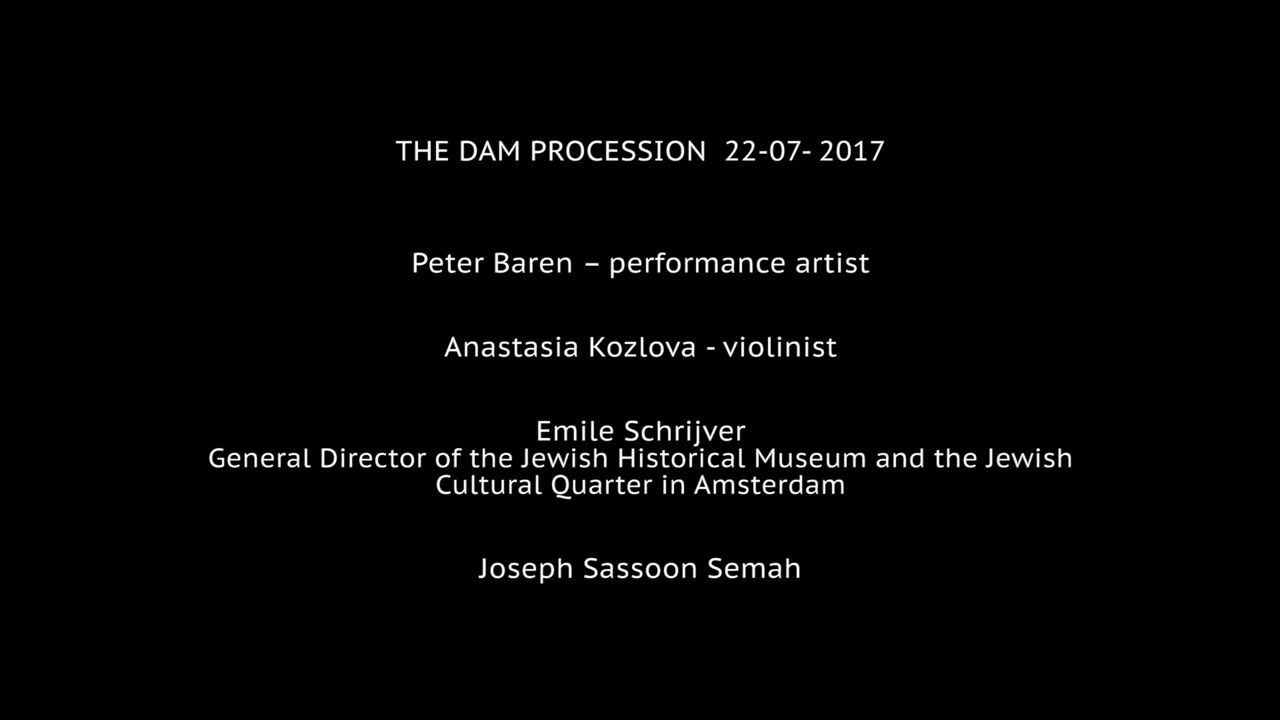 THE DAM PROCESSION 22-07- 2017
Peter Baren – performance artist
Anastasia Kozlova - violinist
Emile Schrijver
General Director of the Jewish Historical Museum and the Jewish
Cultural Quarter in Amsterdam
Joseph Sassoon Semah